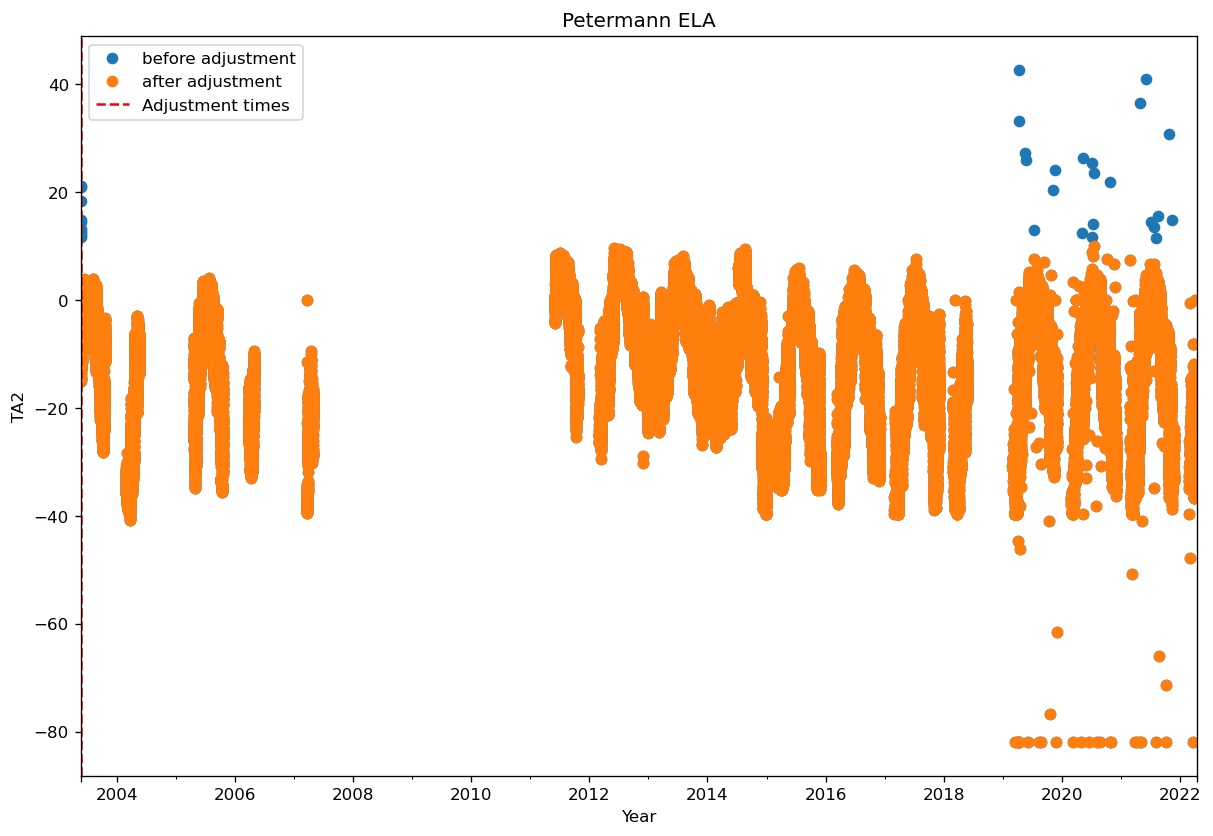 Petermann ELA
before adjustment
after adjustment
Adjustment times
40
20
0
−20
−40
−60
−80
TA2
2004 2006 2008 2010 2012 2014 2016 2018 2020 2022
Year